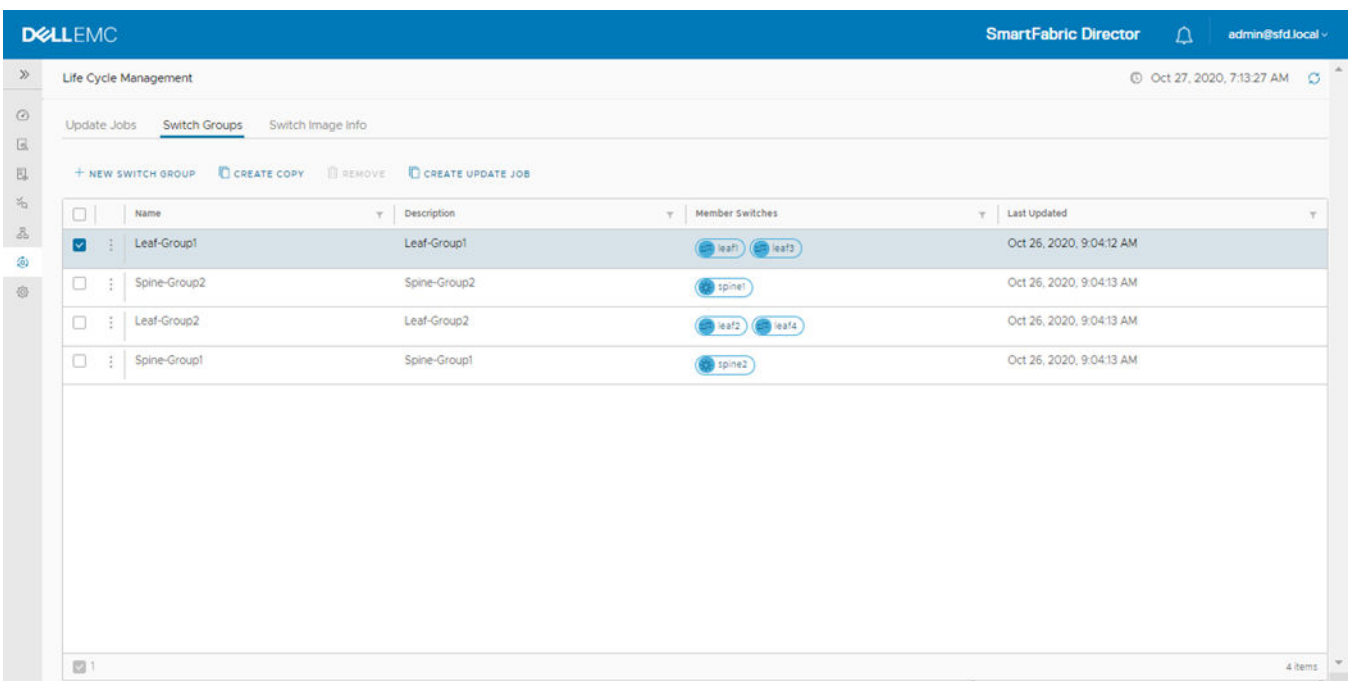 DELLEMC SmartFabric Director admin@sfd.local
Life Cycle Management Oct 27, 2020, 7:13:27 AM
Update Jobs Switch Groups Switch Image Info
+ NEW SWITCH GROUP CREATE COPY REMOVE CREATE UPDATE JOB
Name Description Member Switches Last Updated
Leaf-Group1 Leaf-Group1 leaf1 leaf3 Oct 26, 2020, 9:04:12 AM
Spine-Group2 Spine-Group2 spine1 Oct 26, 2020, 9:04:13 AM
Leaf-Group2 Leaf-Group2 leaf2 leaf4 Oct 26, 2020, 9:04:13 AM
Spine-Group1 Spine-Group1 spine2 Oct 26, 2020, 9:04:13 AM
1 4 items